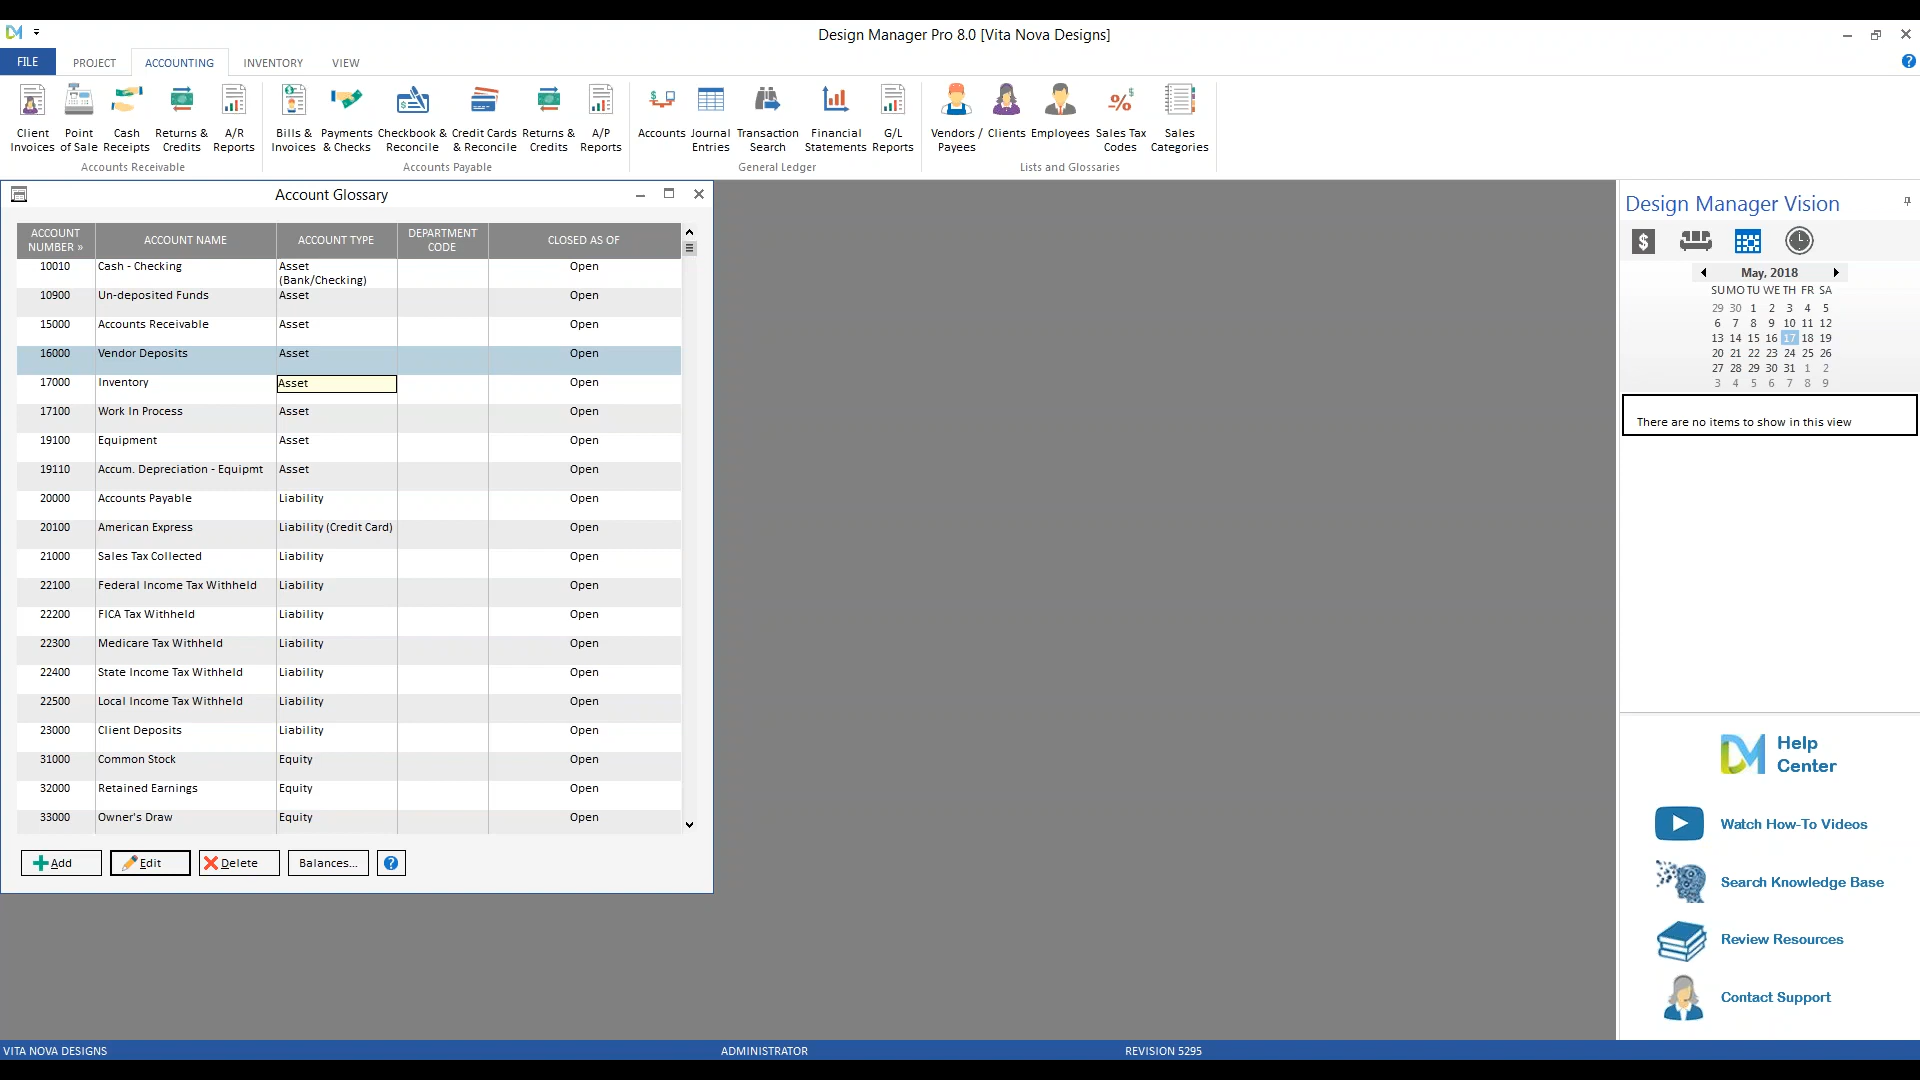 Design Manager Pro 8.0 [Vita Nova Designs]
FILE PROJECT ACCOUNTING INVENTORY VIEW
Client Invoices
Point of Sale
Cash Receipts
Returns & Credits
A/R Reports
Accounts Receivable
Bills & Invoices
Payments & Checks
Checkbook & Reconcile
Credit Cards & Reconcile
Returns & Credits
A/P Reports
Accounts Payable
Accounts
Journal Entries
Transaction Search
Financial Statements
G/L Reports
General Ledger
Vendors / Payees
Clients
Employees
Sales Tax Codes
Sales Categories
Lists and Glossaries
Account Glossary
ACCOUNT NUMBER » ACCOUNT NAME ACCOUNT TYPE DEPARTMENT CODE CLOSED AS OF
10010 Cash - Checking Asset (Bank/Checking) Open
10900 Un-deposited Funds Asset Open
15000 Accounts Receivable Asset Open
16000 Vendor Deposits Asset Open
17000 Inventory Asset Open
17100 Work In Process Asset Open
19100 Equipment Asset Open
19110 Accum. Depreciation - Equipmt Asset Open
20000 Accounts Payable Liability Open
20100 American Express Liability (Credit Card) Open
21000 Sales Tax Collected Liability Open
22100 Federal Income Tax Withheld Liability Open
22200 FICA Tax Withheld Liability Open
22300 Medicare Tax Withheld Liability Open
22400 State Income Tax Withheld Liability Open
22500 Local Income Tax Withheld Liability Open
23000 Client Deposits Liability Open
31000 Common Stock Equity Open
32000 Retained Earnings Equity Open
33000 Owner's Draw Equity Open
Add Edit Delete Balances... ?
Design Manager Vision
May, 2018
SU MO TU WE TH FR SA
29 30 1 2 3 4 5
6 7 8 9 10 11 12
13 14 15 16 17 18 19
20 21 22 23 24 25 26
27 28 29 30 31 1 2
3 4 5 6 7 8 9
There are no items to show in this view
DM Help Center
Watch How-To Videos
Search Knowledge Base
Review Resources
Contact Support
VITA NOVA DESIGNS ADMINISTRATOR REVISION 5295